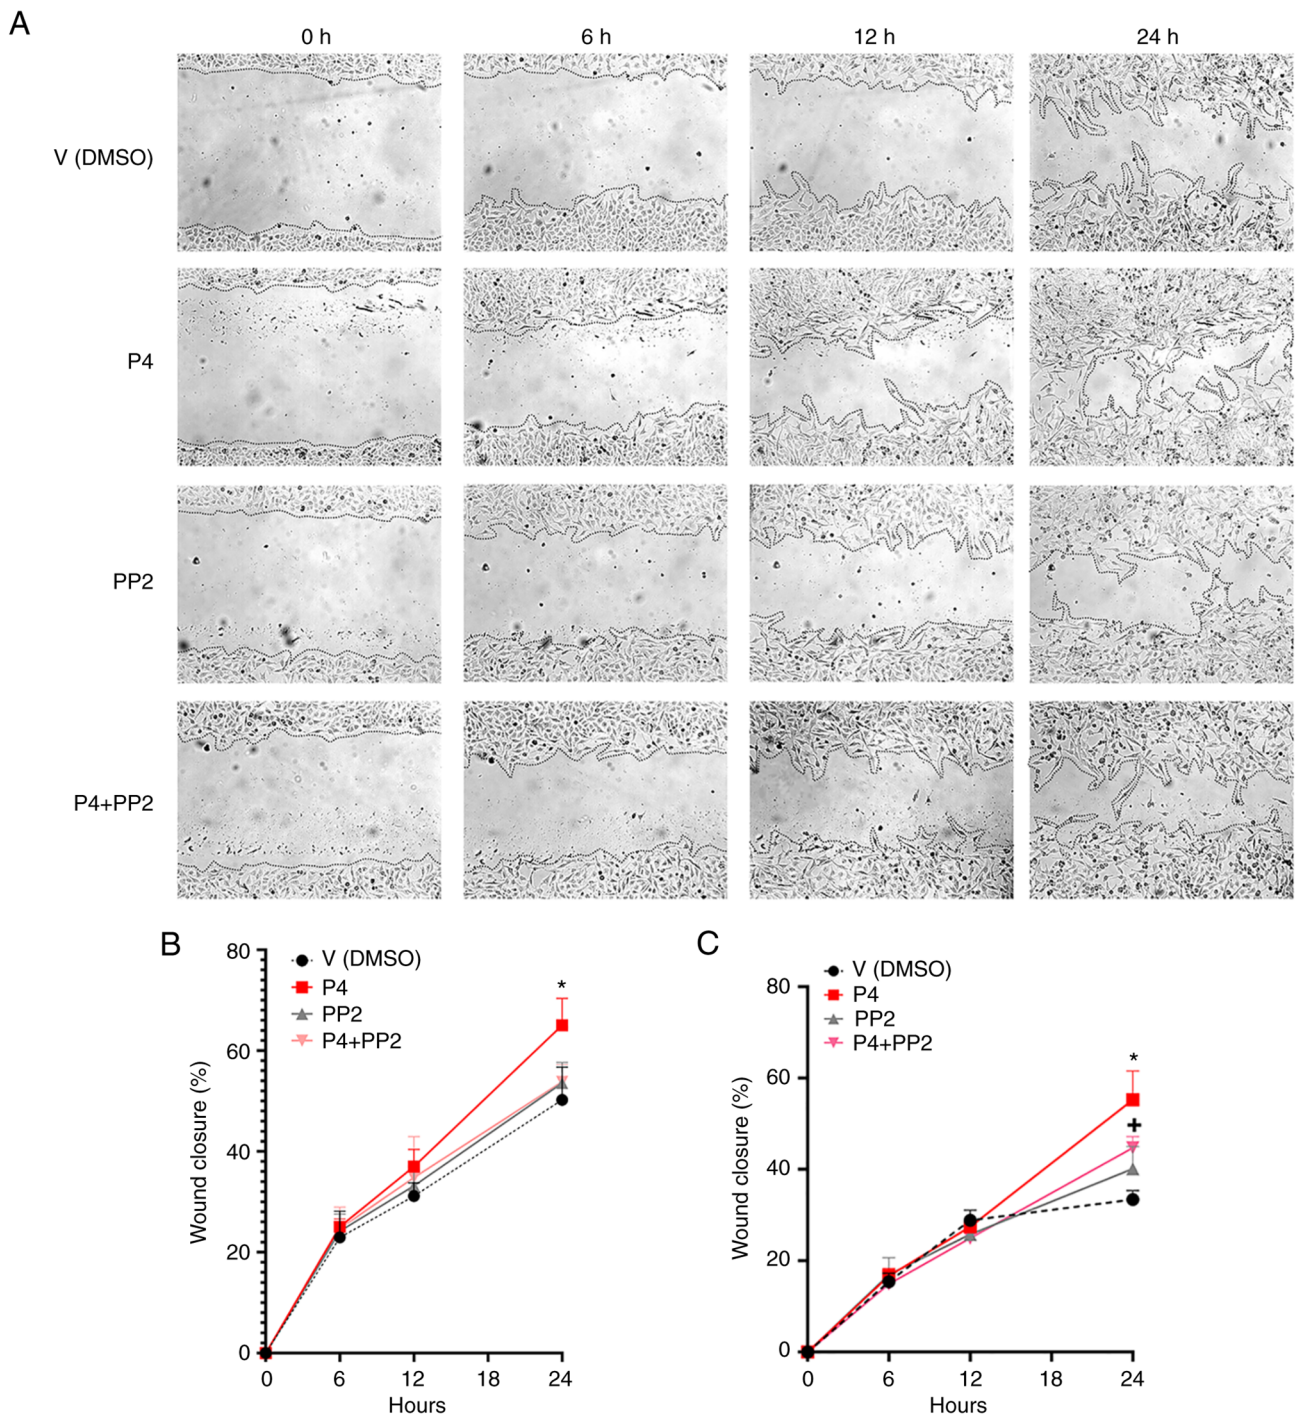 A
0 h 6 h 12 h 24 h
V (DMSO)
P4
PP2
P4+PP2
B
V (DMSO)
P4
PP2
P4+PP2
*
80
60
40
20
0
Wound closure (%)
0 6 12 18 24
Hours
C
V (DMSO)
P4
PP2
P4+PP2
*
+
80
60
40
20
0
Wound closure (%)
0 6 12 18 24
Hours